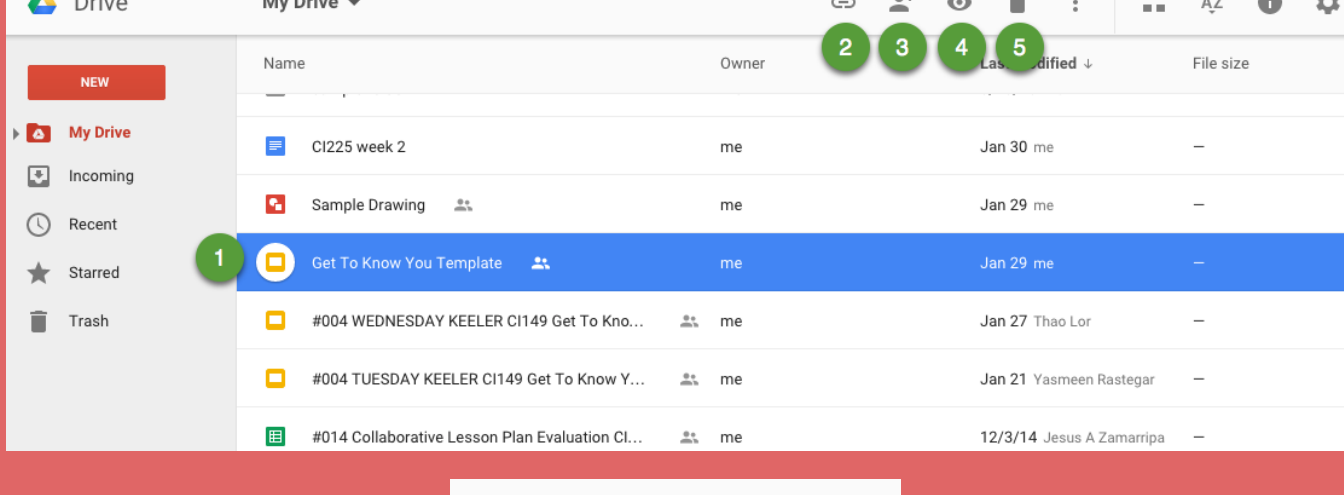 Drive My Drive
AZ
2 3 4 5
Name Owner Last modified ↓ File size
NEW
My Drive
CI225 week 2 me Jan 30 me —
Incoming
Sample Drawing me Jan 29 me —
Recent
1 Get To Know You Template me Jan 29 me —
Starred
#004 WEDNESDAY KEELER CI149 Get To Kno... me Jan 27 Thao Lor —
Trash
#004 TUESDAY KEELER CI149 Get To Know Y... me Jan 21 Yasmeen Rastegar —
#014 Collaborative Lesson Plan Evaluation CI... me 12/3/14 Jesus A Zamarripa —